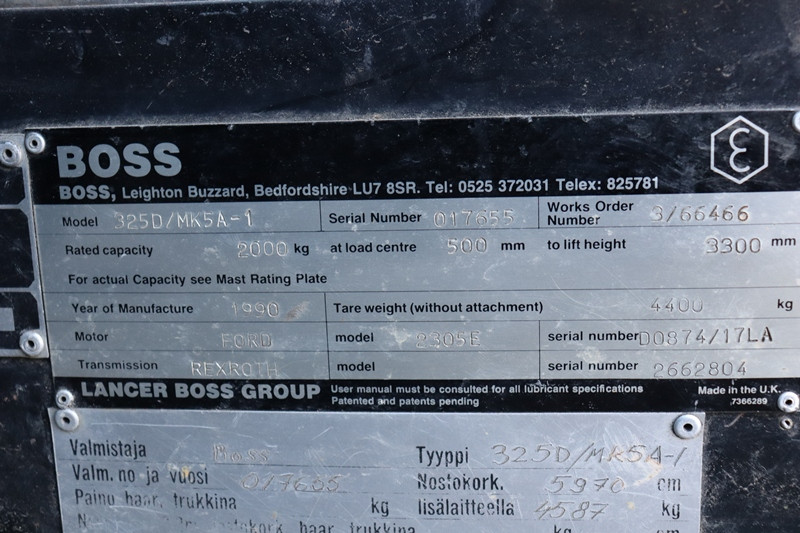 BOSS
BOSS, Leighton Buzzard, Bedfordshire LU7 8SR. Tel: 0525 372031 Telex: 825781
Model 325D/MK5A-1 Serial Number 017655 Works Order Number 3/66466
Rated capacity 2000 kg at load centre 500 mm to lift height 3300 mm
For actual Capacity see Mast Rating Plate
Year of Manufacture 1990 Tare weight (without attachment) 4400 kg
Motor FORD model 2305E serial number D0874/17LA
Transmission REXROTH model serial number 2662804
LANCER BOSS GROUP User manual must be consulted for all lubricant specifications Made in the U.K.
Patented and patents pending 7366289
Valmistaja Boss Tyyppi 325D/MK5A-1
Valm. no ja vuosi 017655 Nostokork. 5970 cm
Paino haar. trukkina kg lisälaitteella 4587 kg
haar. trukkina kg cm